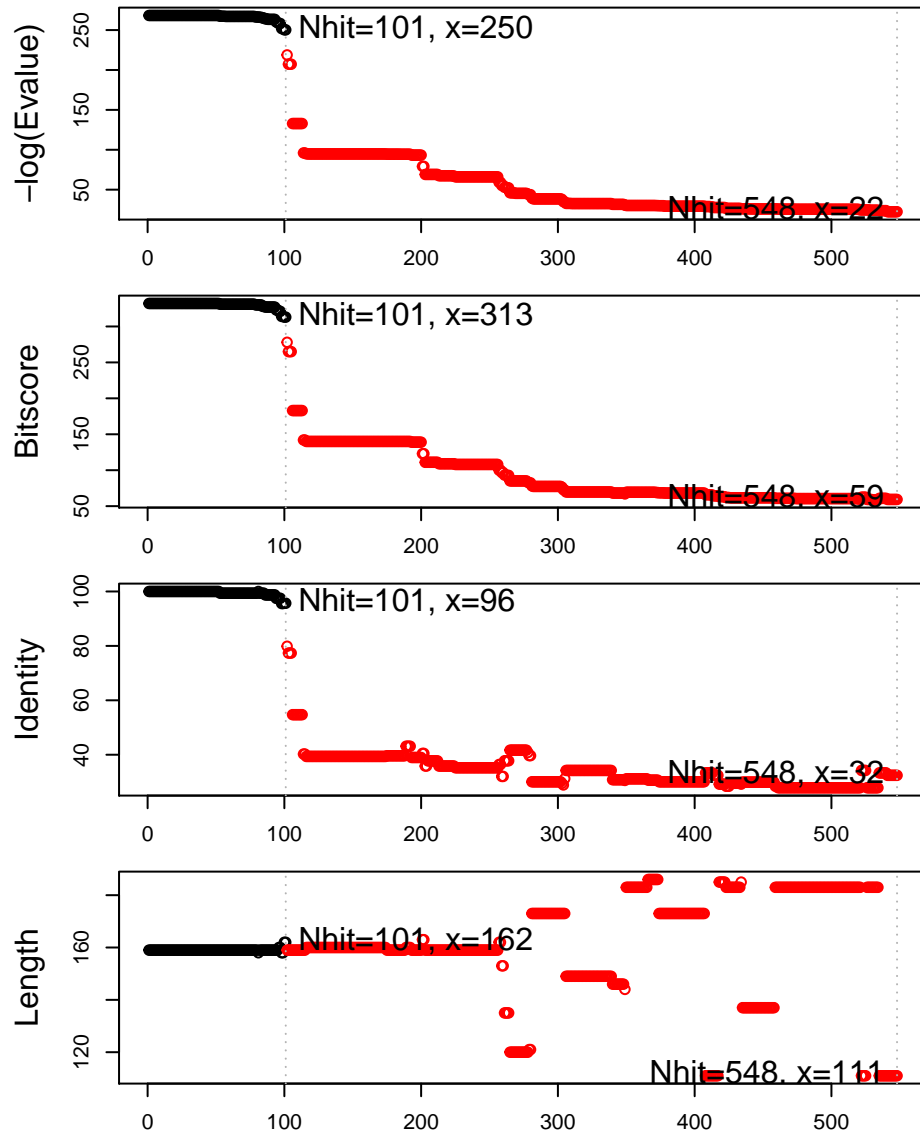 −log(Evalue)
50
150
250
Nhit=101, x=250
Nhit=548, x=22
0 100 200 300 400 500
Bitscore
50
150
250
Nhit=101, x=313
Nhit=548, x=59
0 100 200 300 400 500
Identity
40
60
80
100
Nhit=101, x=96
Nhit=548, x=32
0 100 200 300 400 500
Length
120
160
Nhit=101, x=162
Nhit=548, x=111
0 100 200 300 400 500